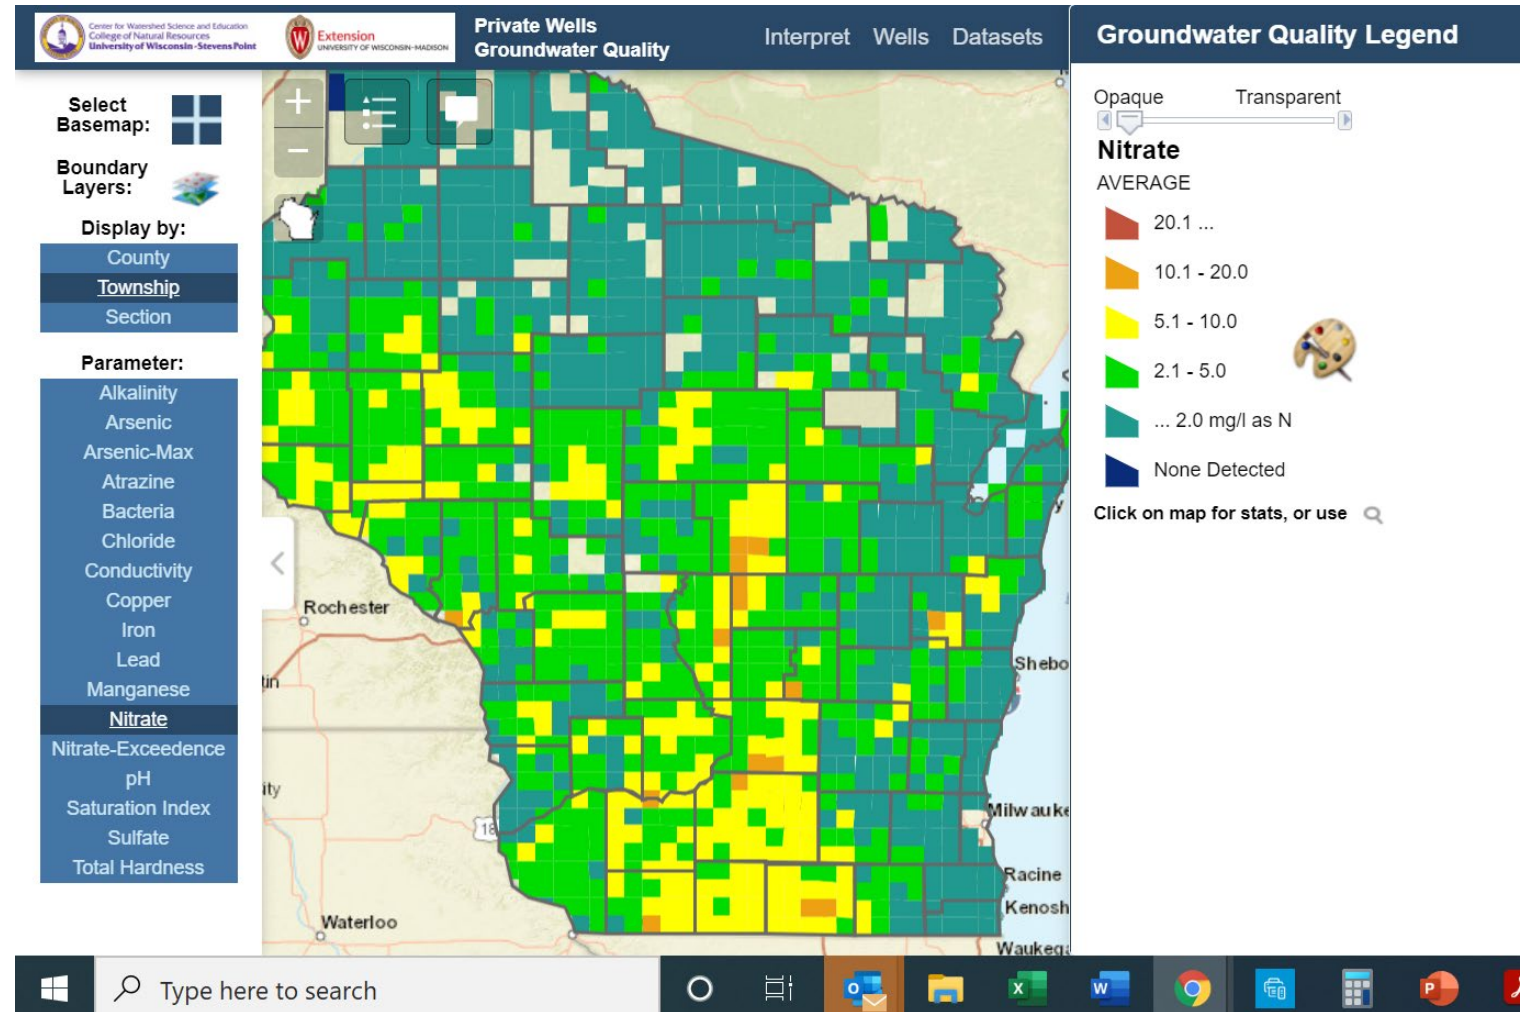 Center for Watershed Science and Education
College of Natural Resources
University of Wisconsin - Stevens Point
Extension
UNIVERSITY OF WISCONSIN-MADISON
Private Wells
Groundwater Quality
Interpret Wells Datasets
Groundwater Quality Legend
Select
Basemap:
Boundary
Layers:
Display by:
County
Township
Section
Parameter:
Alkalinity
Arsenic
Arsenic-Max
Atrazine
Bacteria
Chloride
Conductivity
Copper
Iron
Lead
Manganese
Nitrate
Nitrate-Exceedence
pH
Saturation Index
Sulfate
Total Hardness
+
−
Rochester
tin
ity
18
Waterloo
y
Shebo
Milwauke
Racine
Kenosh
Waukega
Opaque Transparent
Nitrate
AVERAGE
20.1 ...
10.1 - 20.0
5.1 - 10.0
2.1 - 5.0
... 2.0 mg/l as N
None Detected
Click on map for stats, or use
Type here to search